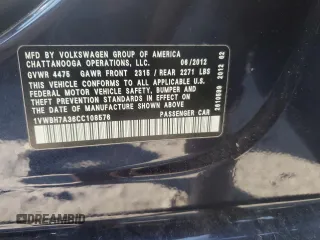 MFD BY VOLKSWAGEN GROUP OF AMERICA
CHATTANOOGA OPERATIONS, LLC. 06/2012
GVWR 4475 GAWR FRONT 2315 / REAR 2271 LBS
THIS VEHICLE CONFORMS TO ALL APPLICABLE U.S.
FEDERAL MOTOR VEHICLE SAFETY, BUMPER AND
THEFT PREVENTION STANDARDS IN EFFECT ON THE
DATE OF MANUFACTURE SHOWN ABOVE.
PASSENGER CAR
2012 02
DREAMBID